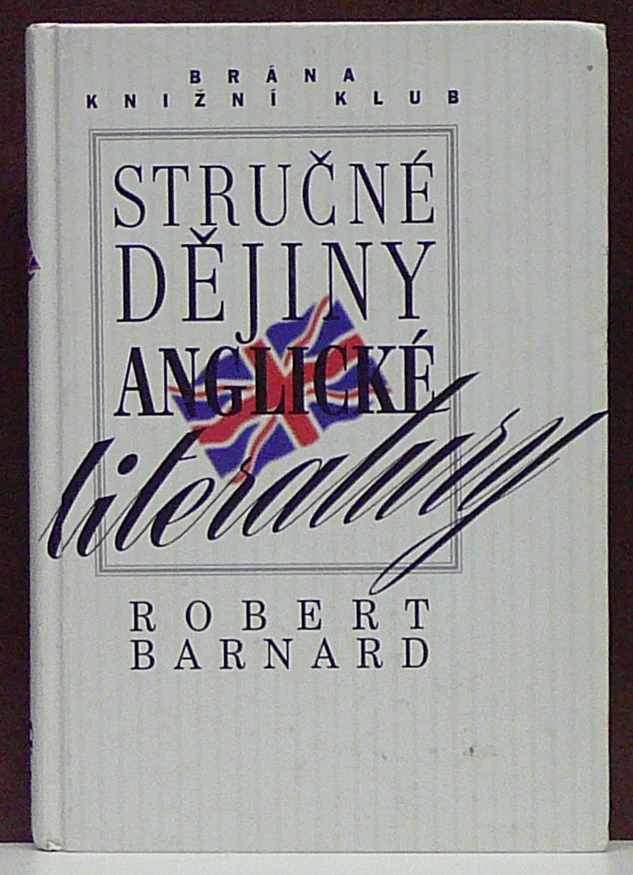 BRÁNA
KNIŽNÍ KLUB
STRUČNÉ
DĚJINY
ANGLICKÉ
literatury
ROBERT
BARNARD